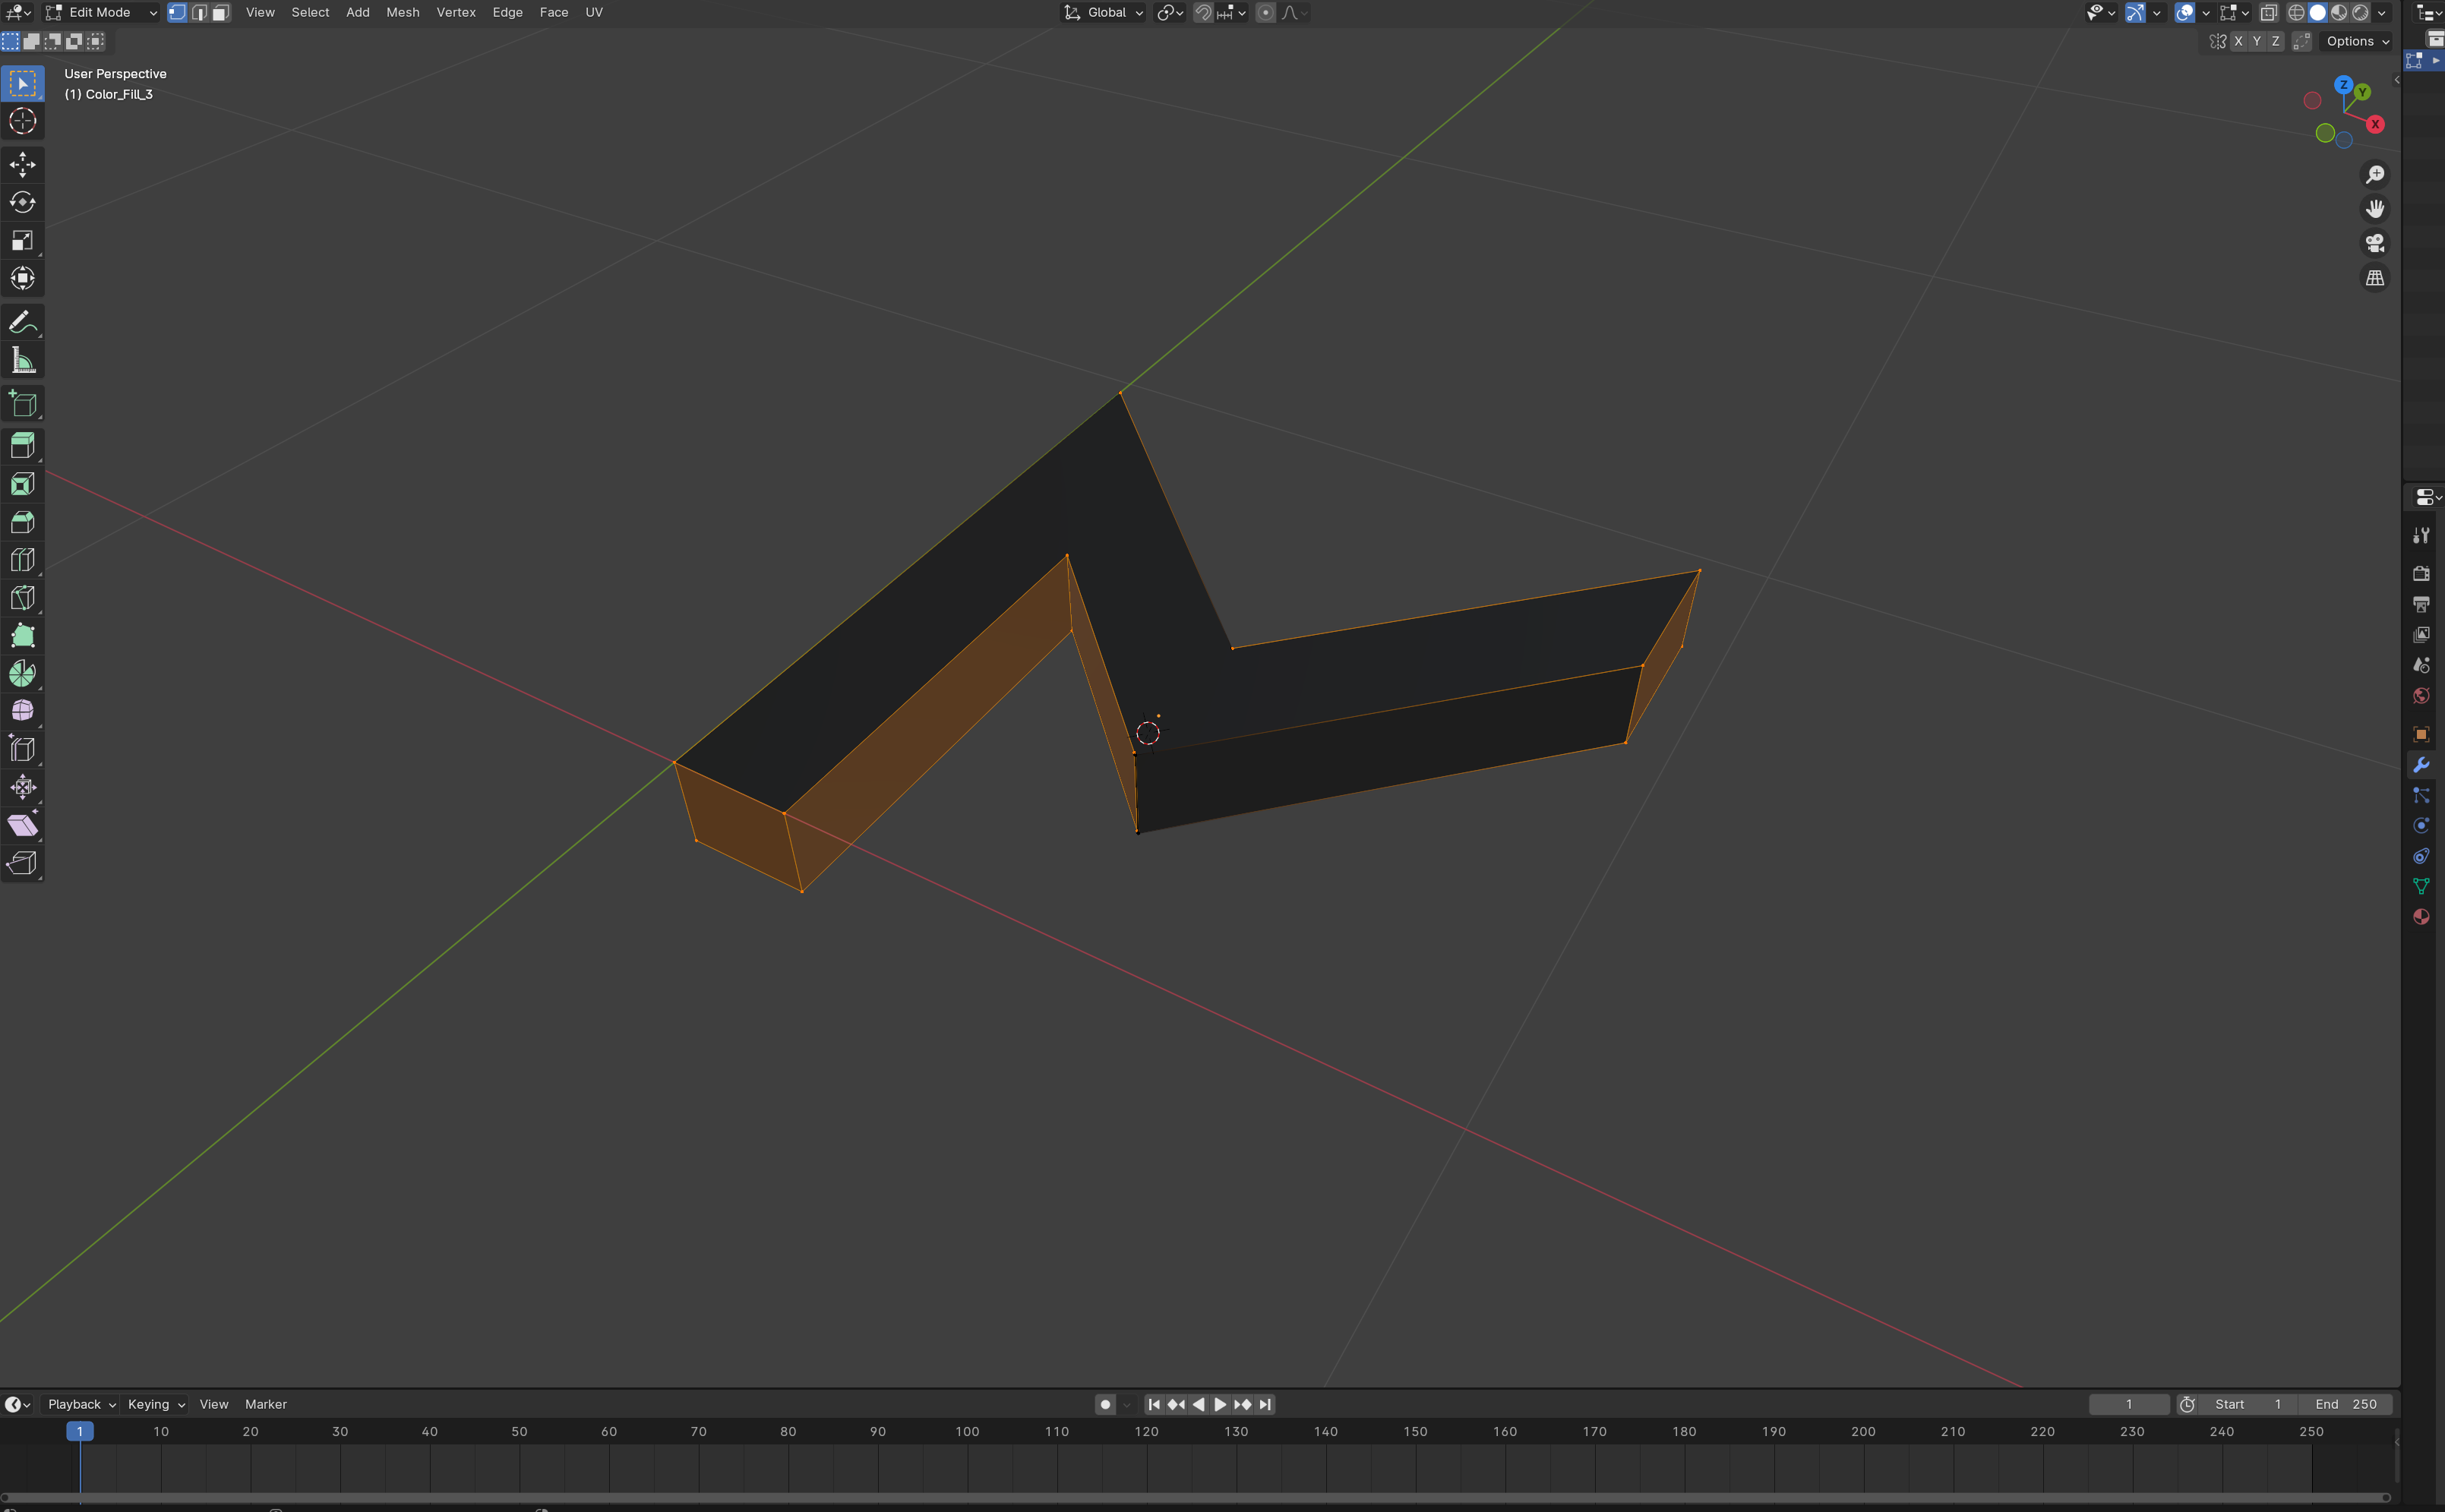 Edit Mode View Select Add Mesh Vertex Edge Face UV Global
X Y Z Options
User Perspective
(1) Color_Fill_3
Z
Y
X
Playback Keying View Marker 1 Start 1 End 250
1 10 20 30 40 50 60 70 80 90 100 110 120 130 140 150 160 170 180 190 200 210 220 230 240 250